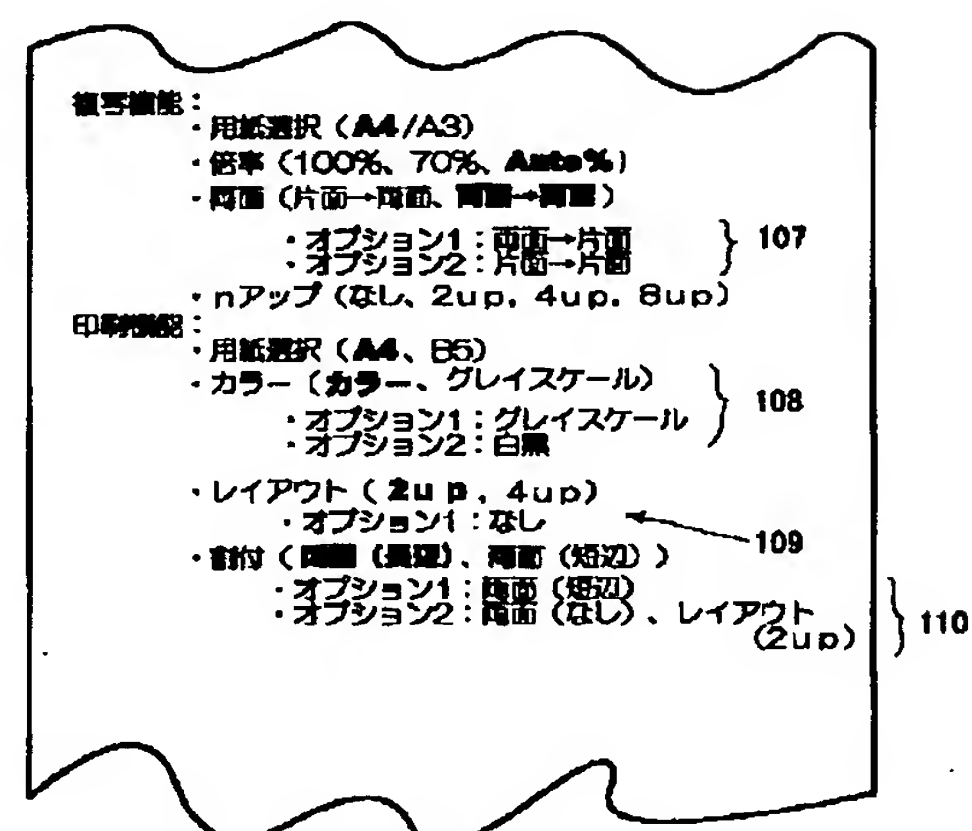 複写機能：
・用紙選択（A4/A3）
・倍率（100%、70%、Auto%）
・両面（片面→両面、両面→両面）
・オプション1：両面→片面
・オプション2：片面→片面
107
・nアップ（なし、2up, 4up, 8up）
印刷機能：
・用紙選択（A4、B5）
・カラー（カラー、グレイスケール）
・オプション1：グレイスケール
・オプション2：白黒
108
・レイアウト（2up, 4up）
・オプション1：なし
109
・割付（両面（長辺）、両面（短辺））
・オプション1：両面（短辺）
・オプション2：両面（なし）、レイアウト
（2up）
110